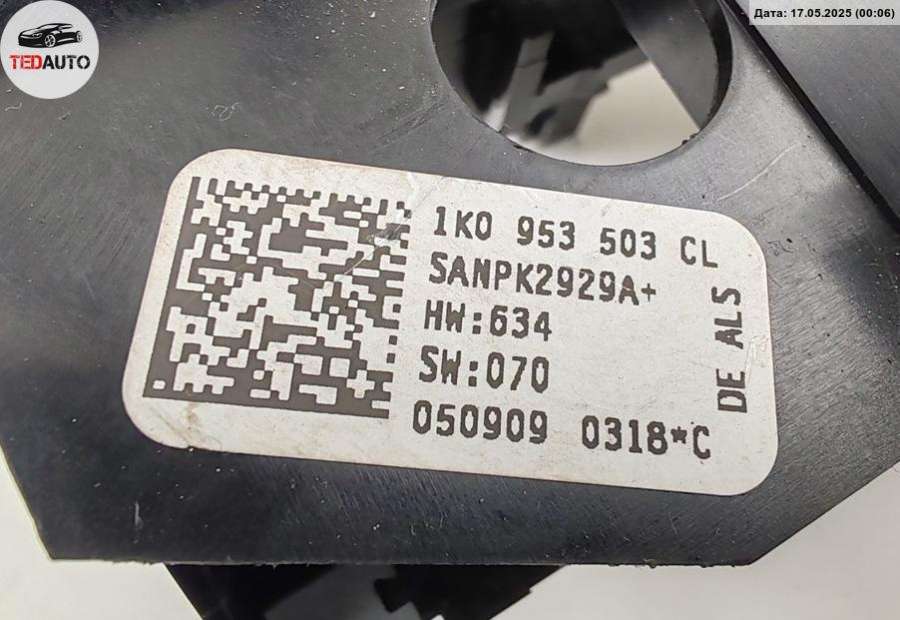 TEDAUTO
Дата: 17.05.2025 (00:06)
1K0 953 503 CL
SANPK2929A+
HW:634
SW:070
050909 0318*C
DE ALS